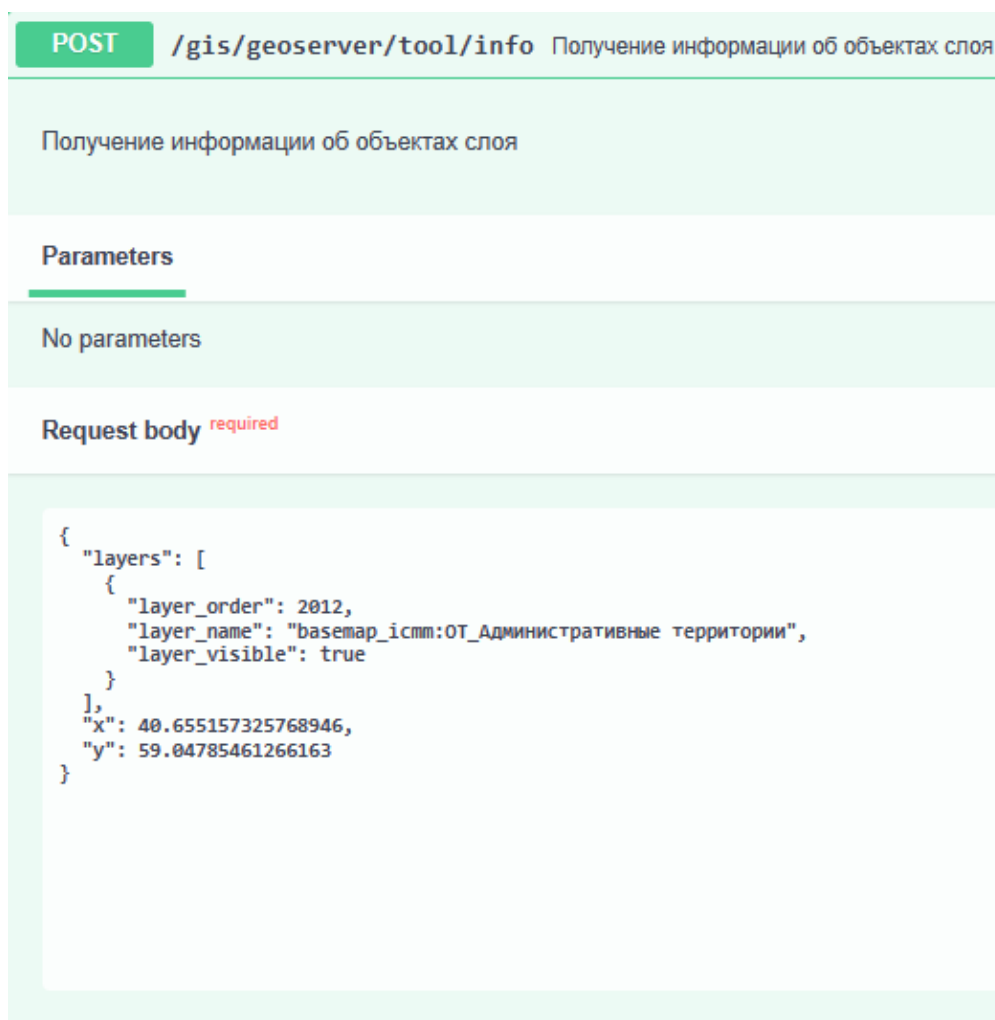 POST /gis/geoserver/tool/info Получение информации об объектах слоя
Получение информации об объектах слоя
Parameters
No parameters
Request body required
{
  "layers": [
    {
      "layer_order": 2012,
      "layer_name": "basemap_icmm:ОТ_Административные территории",
      "layer_visible": true
    }
  ],
  "x": 40.655157325768946,
  "y": 59.04785461266163
}